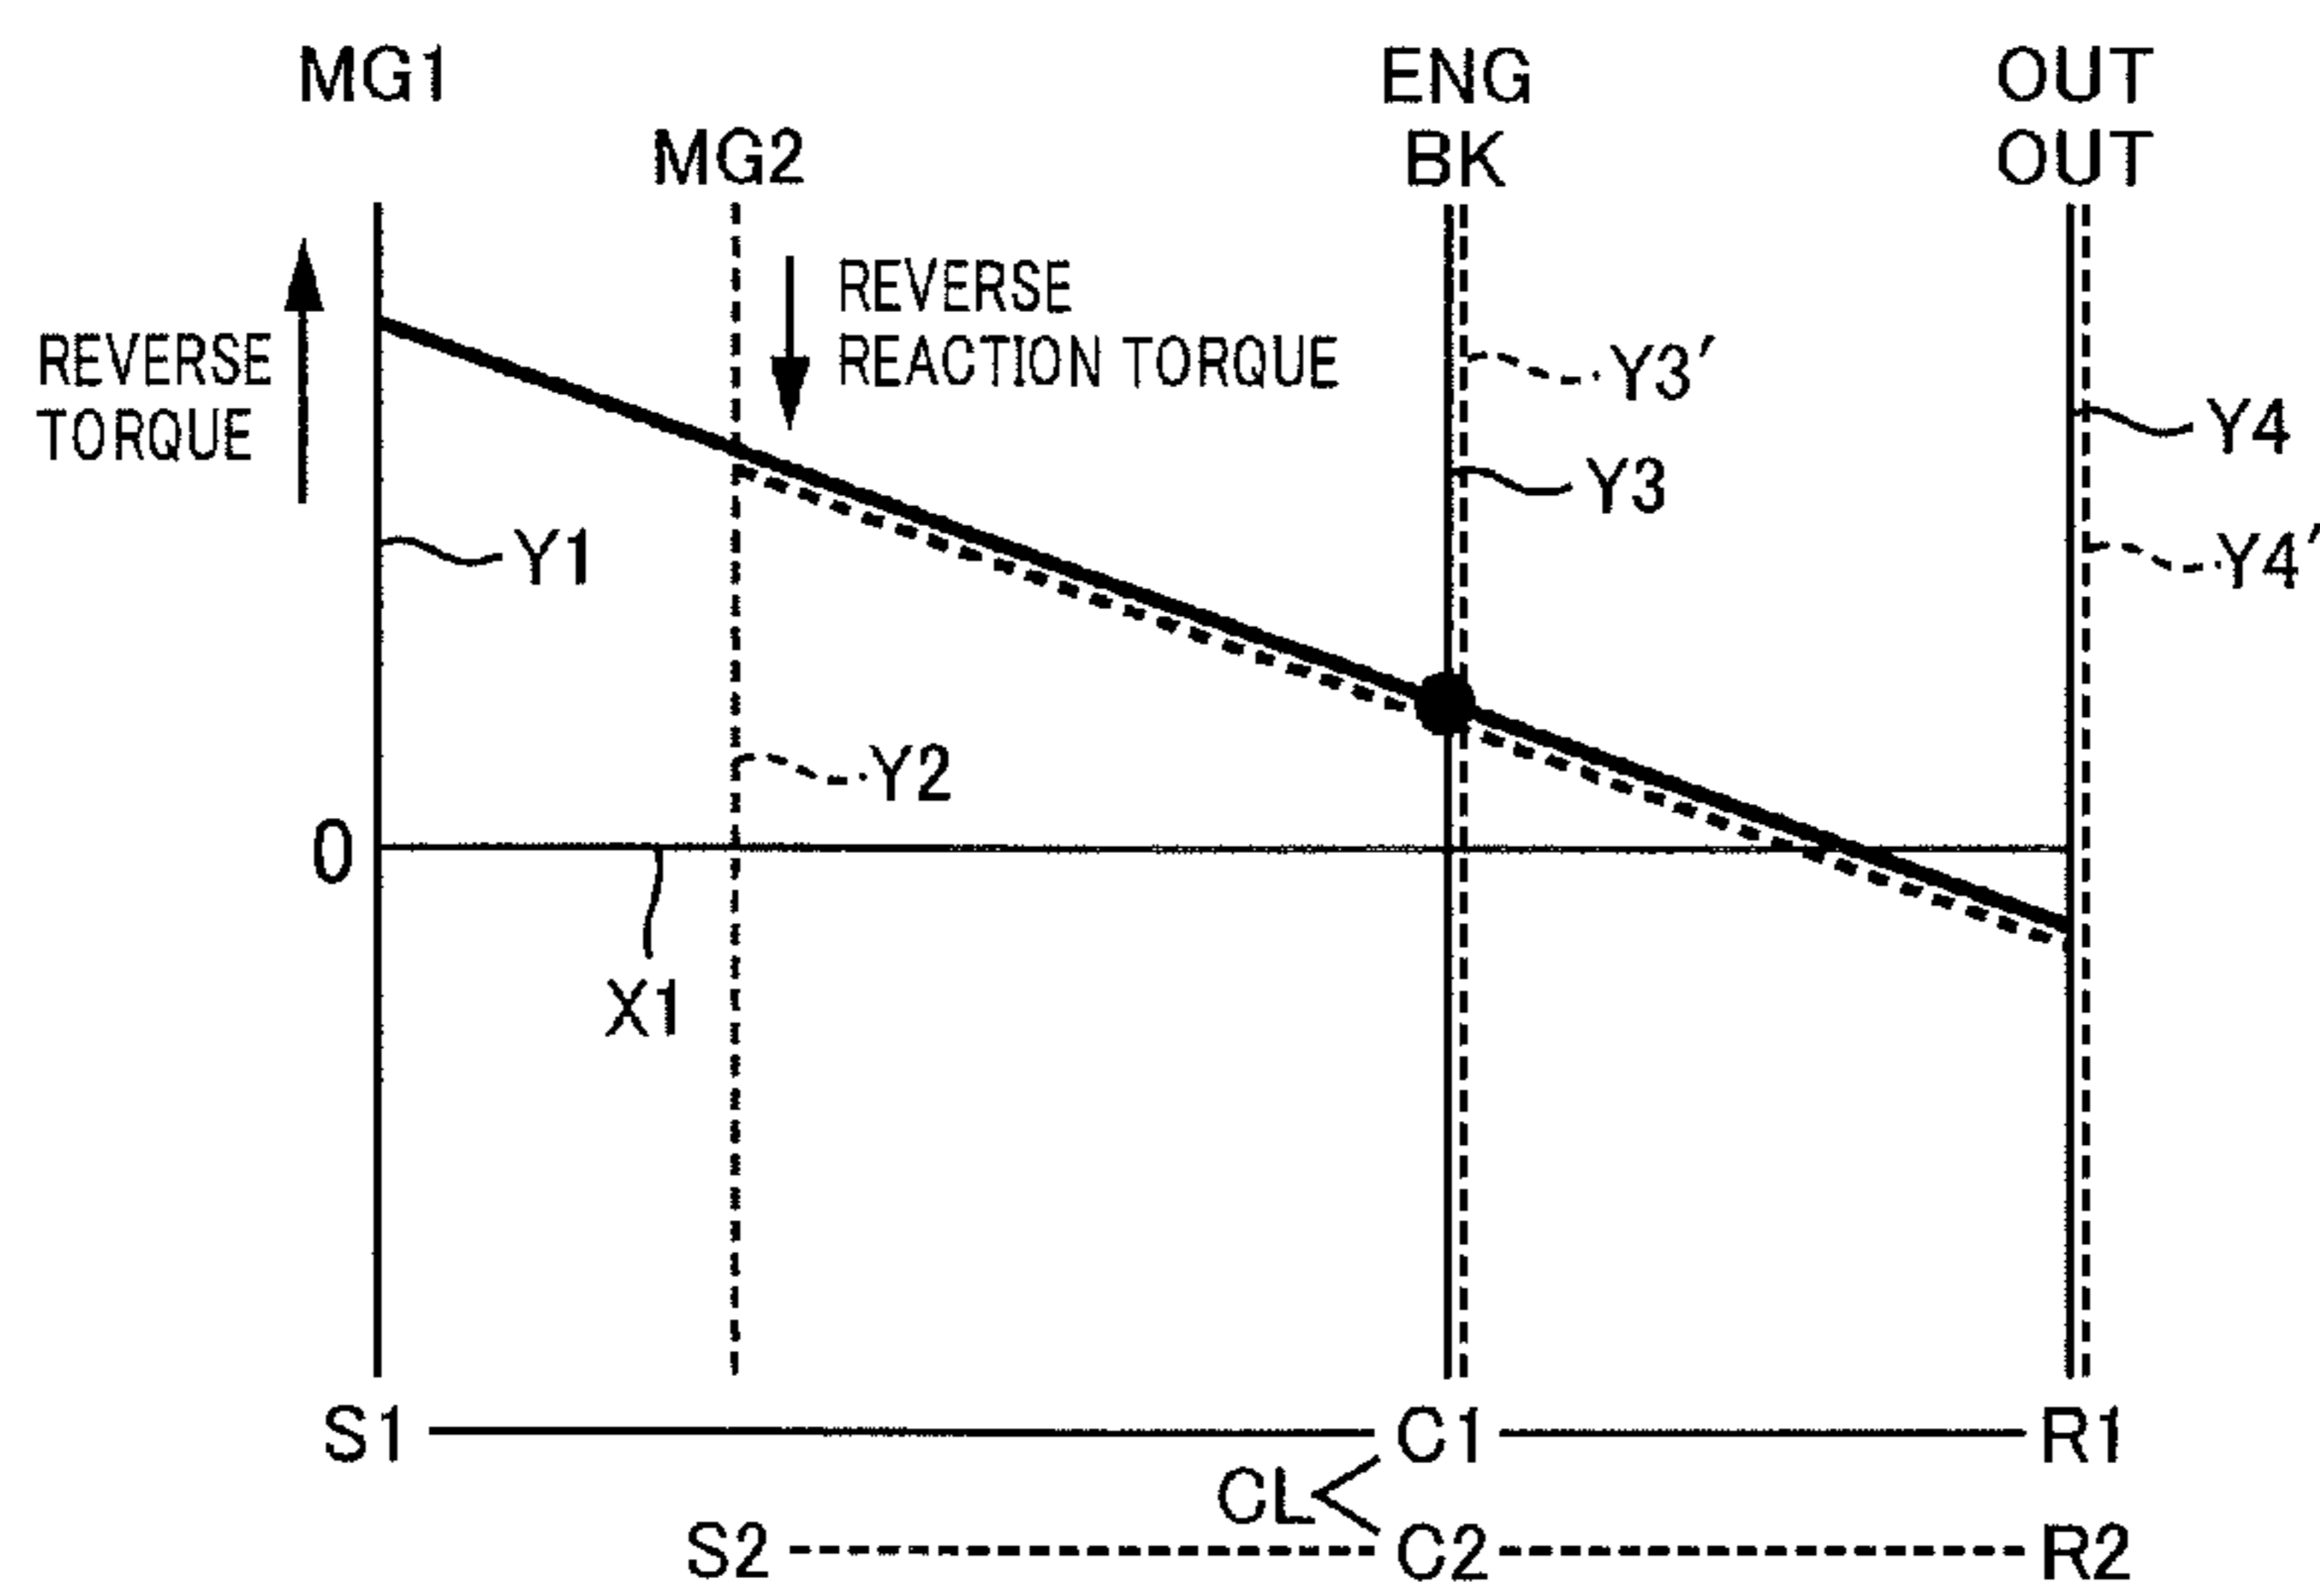 MG1
MG2
ENG
BK
OUT
OUT
REVERSE
TORQUE
REVERSE
REACTION TORQUE
Y3′
Y3
Y4
Y4′
Y1
Y2
0
X1
S1
C1
R1
CL
S2
C2
R2